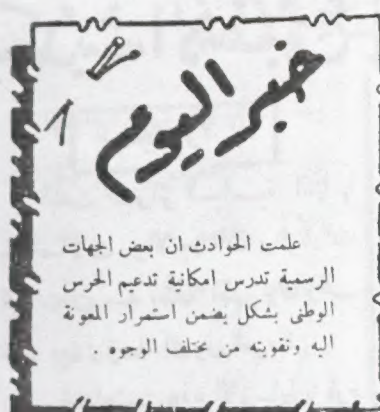 خبر اليوم
علمت الحوادث ان بعض الجهات
الرسمية تدرس امكانية تدعيم الحرس
الوطني بشكل يضمن استمرار المعونة
اليه وتقويته من مختلف الوجوه .